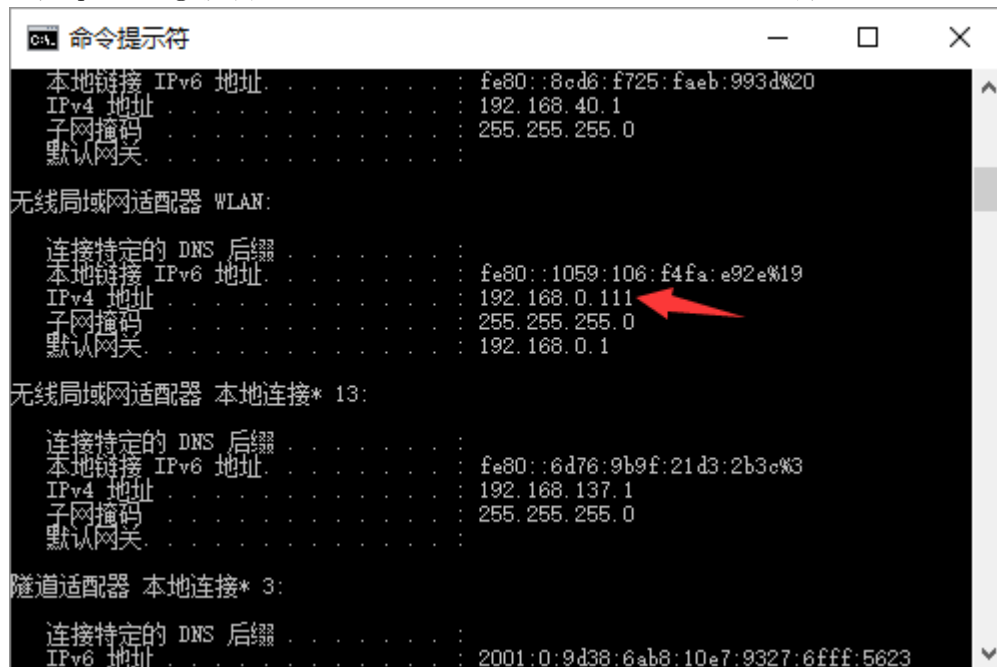 命令提示符
本地链接 IPv6 地址. . . . . . . . : fe80::8cd6:f725:faeb:993d%20
IPv4 地址 . . . . . . . . . . . . : 192.168.40.1
子网掩码 . . . . . . . . . . . . : 255.255.255.0
默认网关. . . . . . . . . . . . . :
无线局域网适配器 WLAN:
连接特定的 DNS 后缀 . . . . . . . :
本地链接 IPv6 地址. . . . . . . . : fe80::1059:106:f4fa:e92e%19
IPv4 地址 . . . . . . . . . . . . : 192.168.0.111
子网掩码 . . . . . . . . . . . . : 255.255.255.0
默认网关. . . . . . . . . . . . . : 192.168.0.1
无线局域网适配器 本地连接* 13:
连接特定的 DNS 后缀 . . . . . . . :
本地链接 IPv6 地址. . . . . . . . : fe80::6d76:9b9f:21d3:2b3c%3
IPv4 地址 . . . . . . . . . . . . : 192.168.137.1
子网掩码 . . . . . . . . . . . . : 255.255.255.0
默认网关. . . . . . . . . . . . . :
隧道适配器 本地连接* 3:
连接特定的 DNS 后缀 . . . . . . . :
IPv6 地址 . . . . . . . . . . . . : 2001:0:9d38:6ab8:10e7:9327:6fff:5623